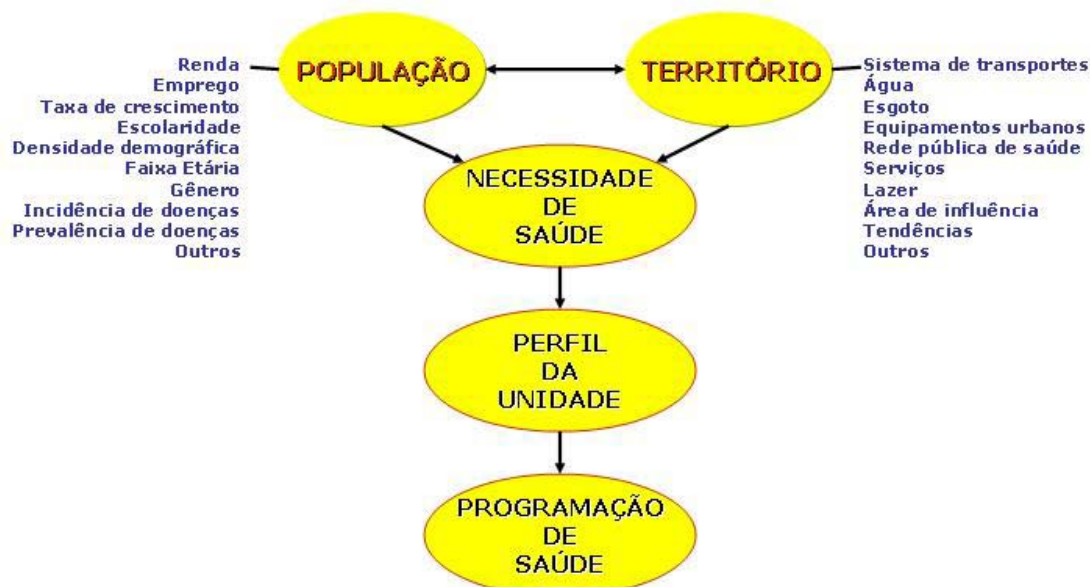 POPULAÇÃO
TERRITÓRIO
Renda
Emprego
Taxa de crescimento
Escolaridade
Densidade demográfica
Faixa Etária
Gênero
Incidência de doenças
Prevalência de doenças
Outros
Sistema de transportes
Água
Esgoto
Equipamentos urbanos
Rede pública de saúde
Serviços
Lazer
Área de influência
Tendências
Outros
NECESSIDADE
DE
SAÚDE
PERFIL
DA
UNIDADE
PROGRAMAÇÃO
DE
SAÚDE